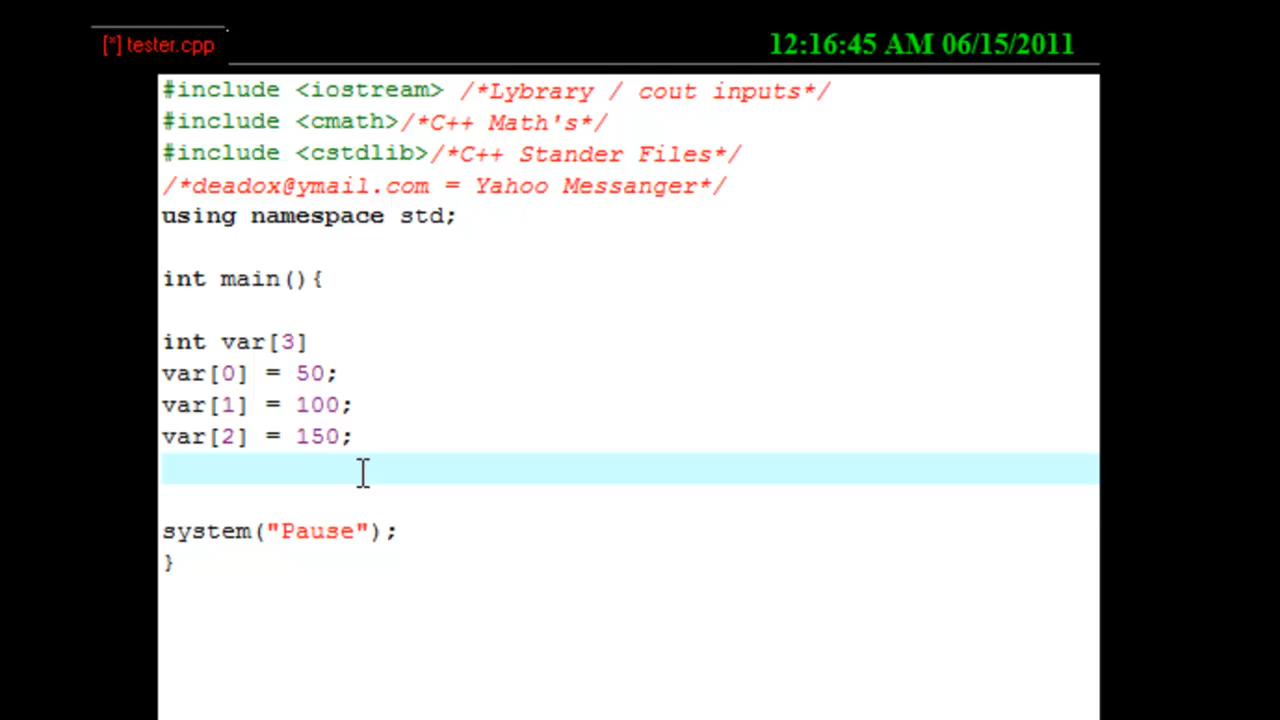 [*] tester.cpp
12:16:45 AM 06/15/2011
#include <iostream> /*Lybrary / cout inputs*/
#include <cmath>/*C++ Math's*/
#include <cstdlib>/*C++ Stander Files*/
/*deadox@ymail.com = Yahoo Messanger*/
using namespace std;
int main(){
int var[3]
var[0] = 50;
var[1] = 100;
var[2] = 150;
system("Pause");
}